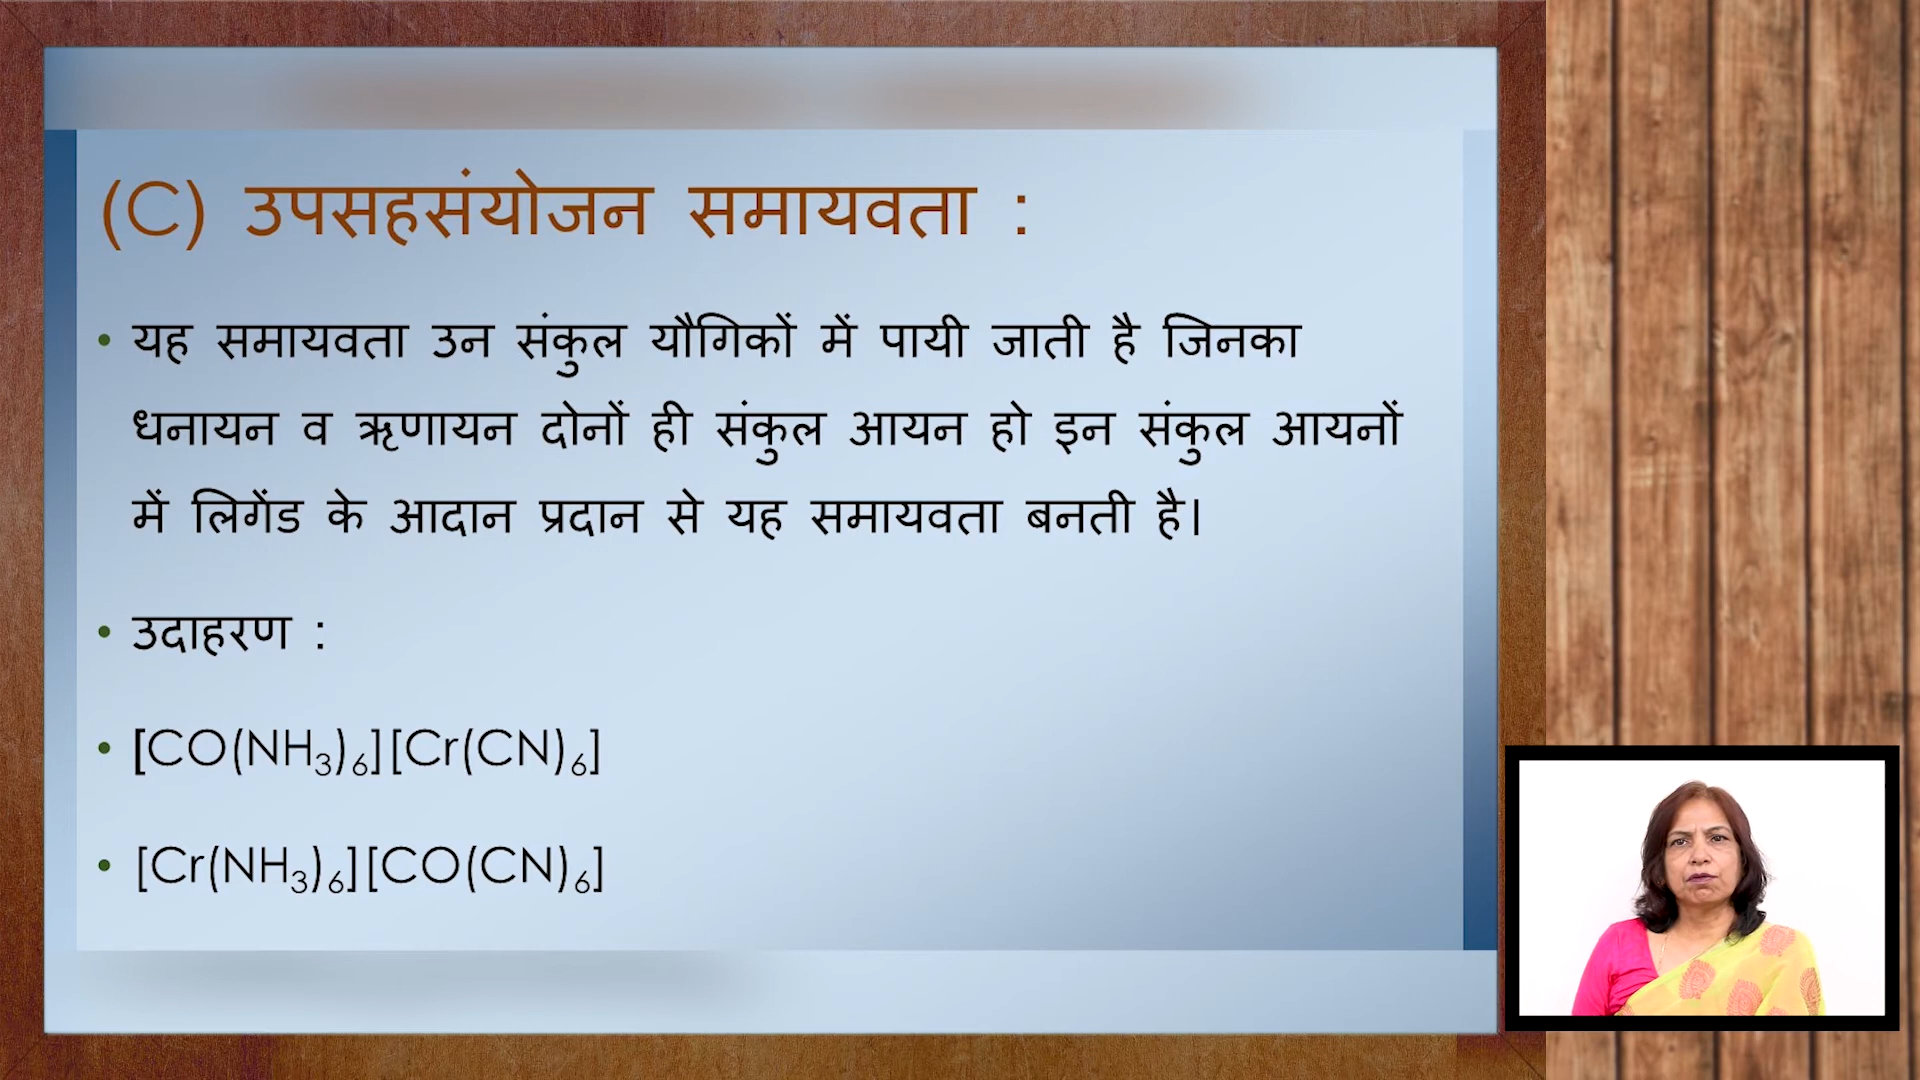 (C) उपसहसंयोजन समायवता :
• यह समायवता उन संकुल यौगिकों में पायी जाती है जिनका
धनायन व ऋणायन दोनों ही संकुल आयन हो इन संकुल आयनों
में लिगेंड के आदान प्रदान से यह समायवता बनती है।
• उदाहरण :
• [CO(NH₃)₆][Cr(CN)₆]
• [Cr(NH₃)₆][CO(CN)₆]